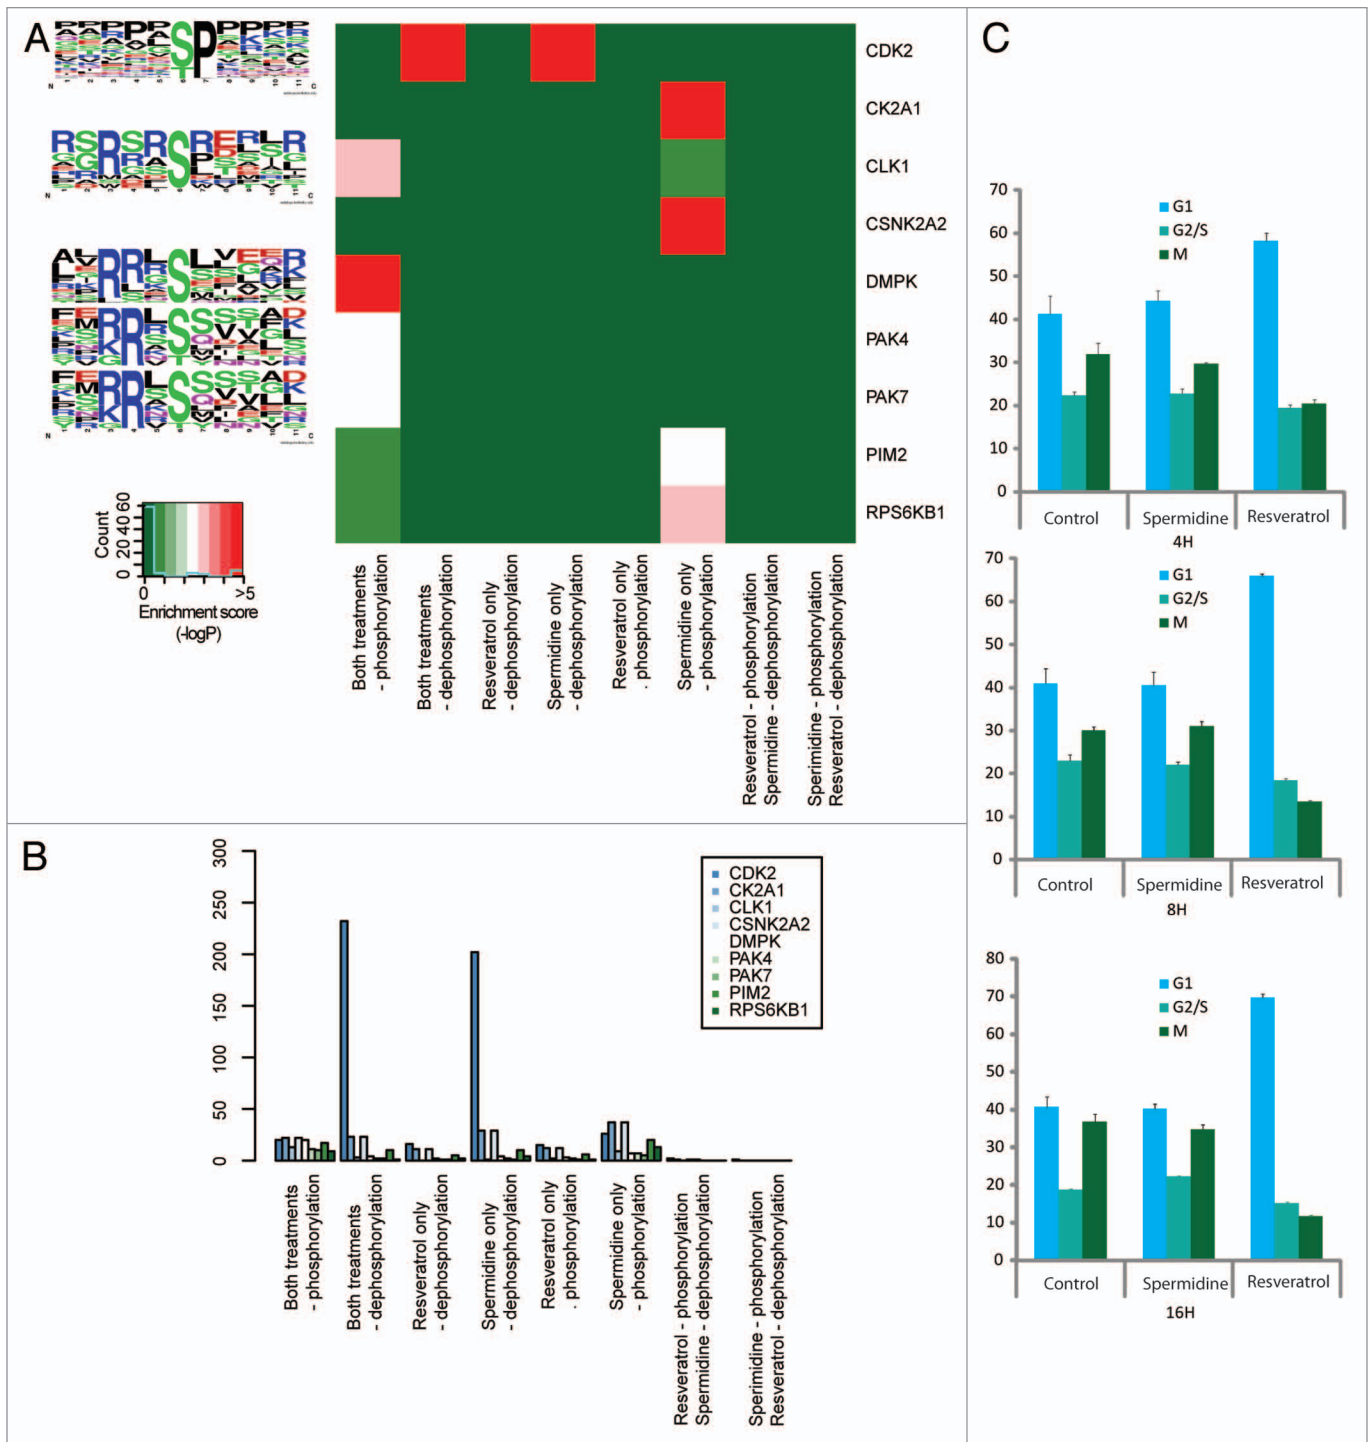 A
N
C
N
C
N
C
CDK2
CK2A1
CLK1
CSNK2A2
DMPK
PAK4
PAK7
PIM2
RPS6KB1
Count
0 20 40 60
0
>5
Enrichment score
(-logP)
Both treatments
- phosphorylation
Both treatments
- dephosphorylation
Resveratrol only
- dephosphorylation
Spermidine only
- dephosphorylation
Resveratrol only
. phosphorylation
Spermidine only
- phosphorylation
Resveratrol - phosphorylation
Spermidine - dephosphorylation
Sperimidine - phosphorylation
Resveratrol - dephosphorylation
B
300
250
200
150
100
50
0
CDK2
CK2A1
CLK1
CSNK2A2
DMPK
PAK4
PAK7
PIM2
RPS6KB1
Both treatments
- phosphorylation
Both treatments
- dephosphorylation
Resveratrol only
- dephosphorylation
Spermidine only
- dephosphorylation
Resveratrol only
. phosphorylation
Spermidine only
- phosphorylation
Resveratrol - phosphorylation
Spermidine - dephosphorylation
Sperimidine - phosphorylation
Resveratrol - dephosphorylation
C
70
60
50
40
30
20
10
0
G1
G2/S
M
Control
Spermidine
Resveratrol
4H
70
60
50
40
30
20
10
0
G1
G2/S
M
Control
Spermidine
Resveratrol
8H
80
70
60
50
40
30
20
10
0
G1
G2/S
M
Control
Spermidine
Resveratrol
16H